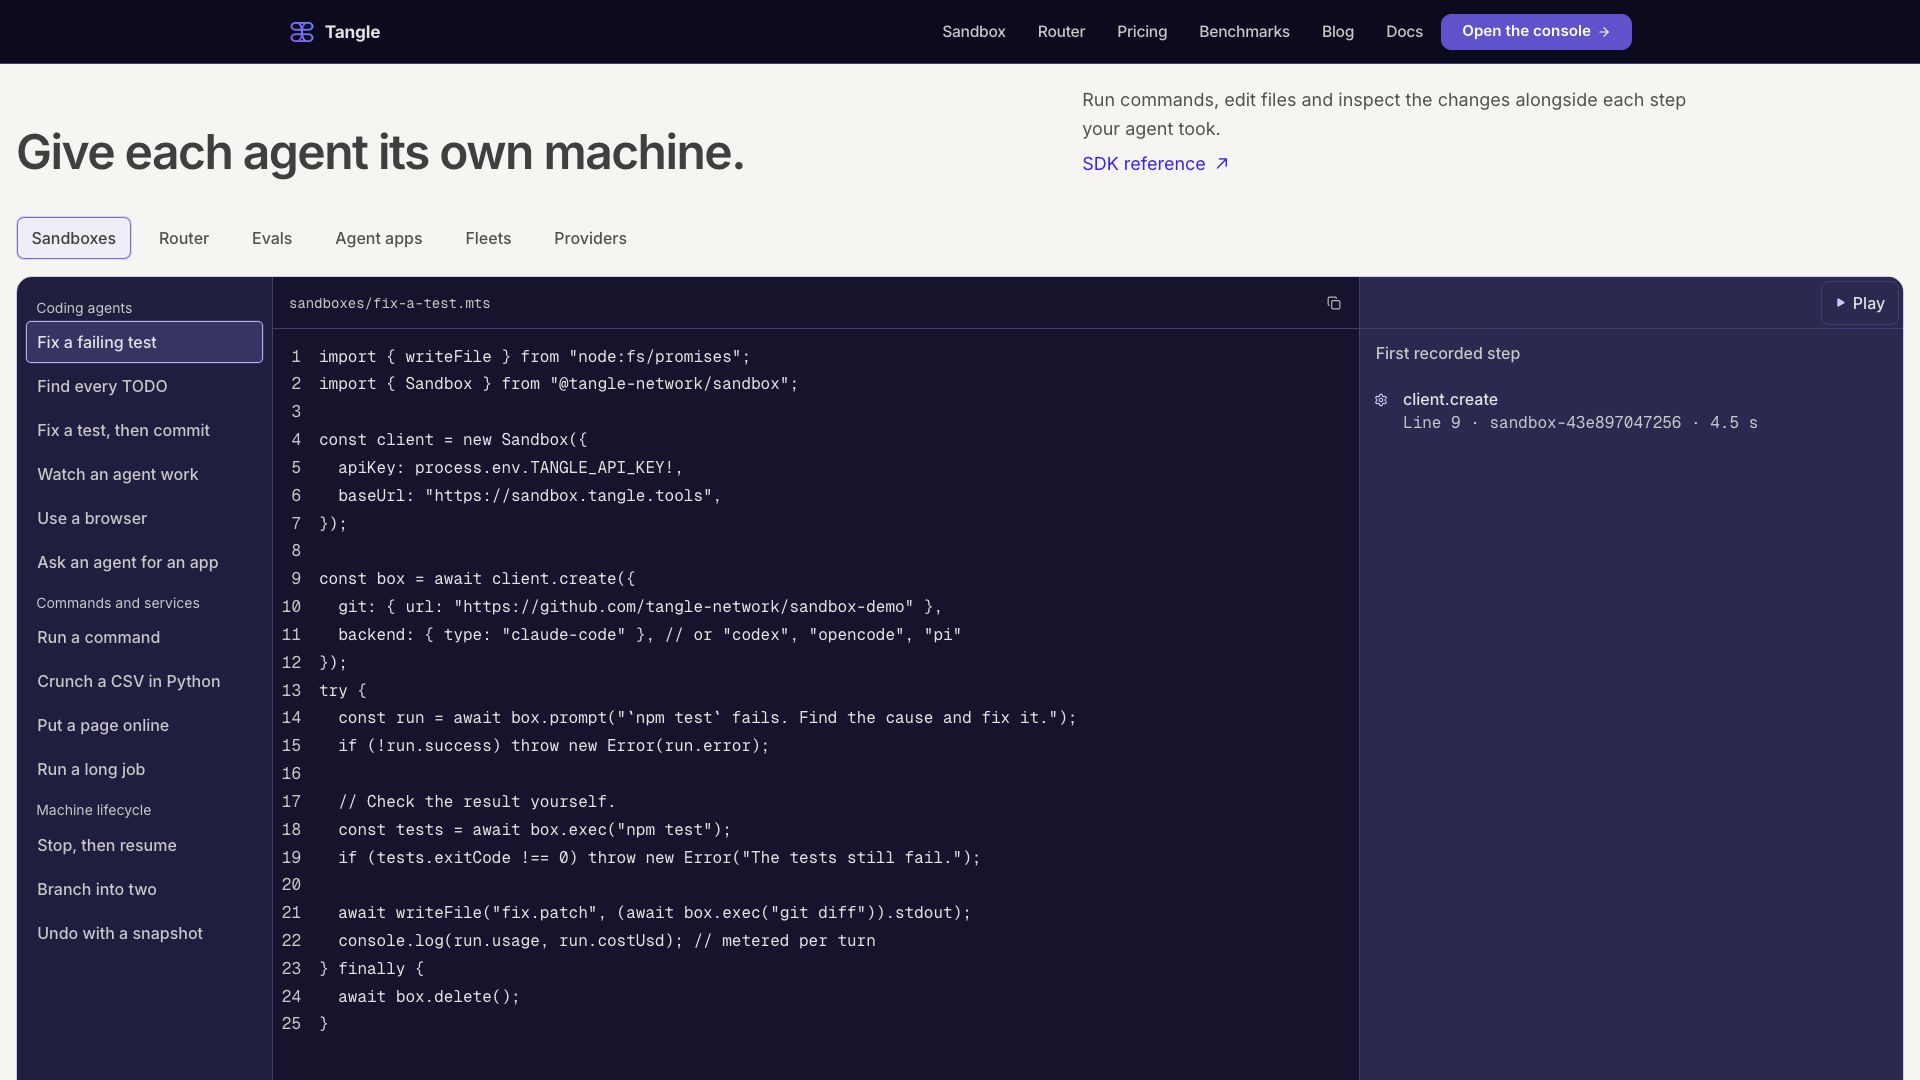 Tangle
Sandbox
Router
Pricing
Benchmarks
Blog
Docs
Open the console →
Give each agent its own machine.
Run commands, edit files and inspect the changes alongside each step
your agent took.
SDK reference ↗
Sandboxes
Router
Evals
Agent apps
Fleets
Providers
Coding agents
Fix a failing test
Find every TODO
Fix a test, then commit
Watch an agent work
Use a browser
Ask an agent for an app
Commands and services
Run a command
Crunch a CSV in Python
Put a page online
Run a long job
Machine lifecycle
Stop, then resume
Branch into two
Undo with a snapshot
sandboxes/fix-a-test.mts
1 import { writeFile } from "node:fs/promises";
2 import { Sandbox } from "@tangle-network/sandbox";
3
4 const client = new Sandbox({
5   apiKey: process.env.TANGLE_API_KEY!,
6   baseUrl: "https://sandbox.tangle.tools",
7 });
8
9 const box = await client.create({
10   git: { url: "https://github.com/tangle-network/sandbox-demo" },
11   backend: { type: "claude-code" }, // or "codex", "opencode", "pi"
12 });
13 try {
14   const run = await box.prompt("`npm test` fails. Find the cause and fix it.");
15   if (!run.success) throw new Error(run.error);
16
17   // Check the result yourself.
18   const tests = await box.exec("npm test");
19   if (tests.exitCode !== 0) throw new Error("The tests still fail.");
20
21   await writeFile("fix.patch", (await box.exec("git diff")).stdout);
22   console.log(run.usage, run.costUsd); // metered per turn
23 } finally {
24   await box.delete();
25 }
Play
First recorded step
client.create
Line 9 · sandbox-43e897047256 · 4.5 s